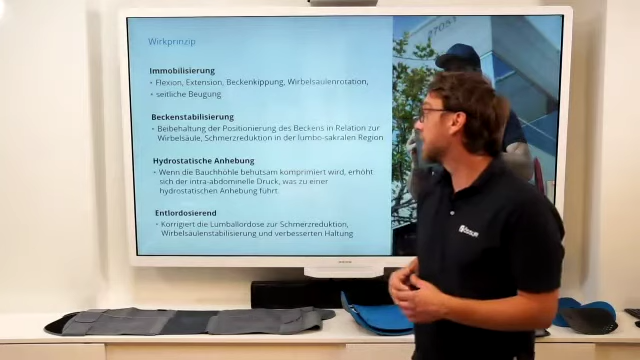 Wirkprinzip
Immobilisierung
• Flexion, Extension, Beckenkippung, Wirbelsäulenrotation,
• seitliche Beugung
Beckenstabilisierung
• Beibehaltung der Positionierung des Beckens in Relation zur
Wirbelsäule, Schmerzreduktion in der lumbo-sakralen Region
Hydrostatische Anhebung
• Wenn die Bauchhöhle behutsam komprimiert wird, erhöht
sich der intra-abdominelle Druck, was zu einer
hydrostatischen Anhebung führt
Entlordosierend
• Korrigiert die Lumballordose zur Schmerzreduktion,
Wirbelsäulenstabilisierung und verbesserten Haltung